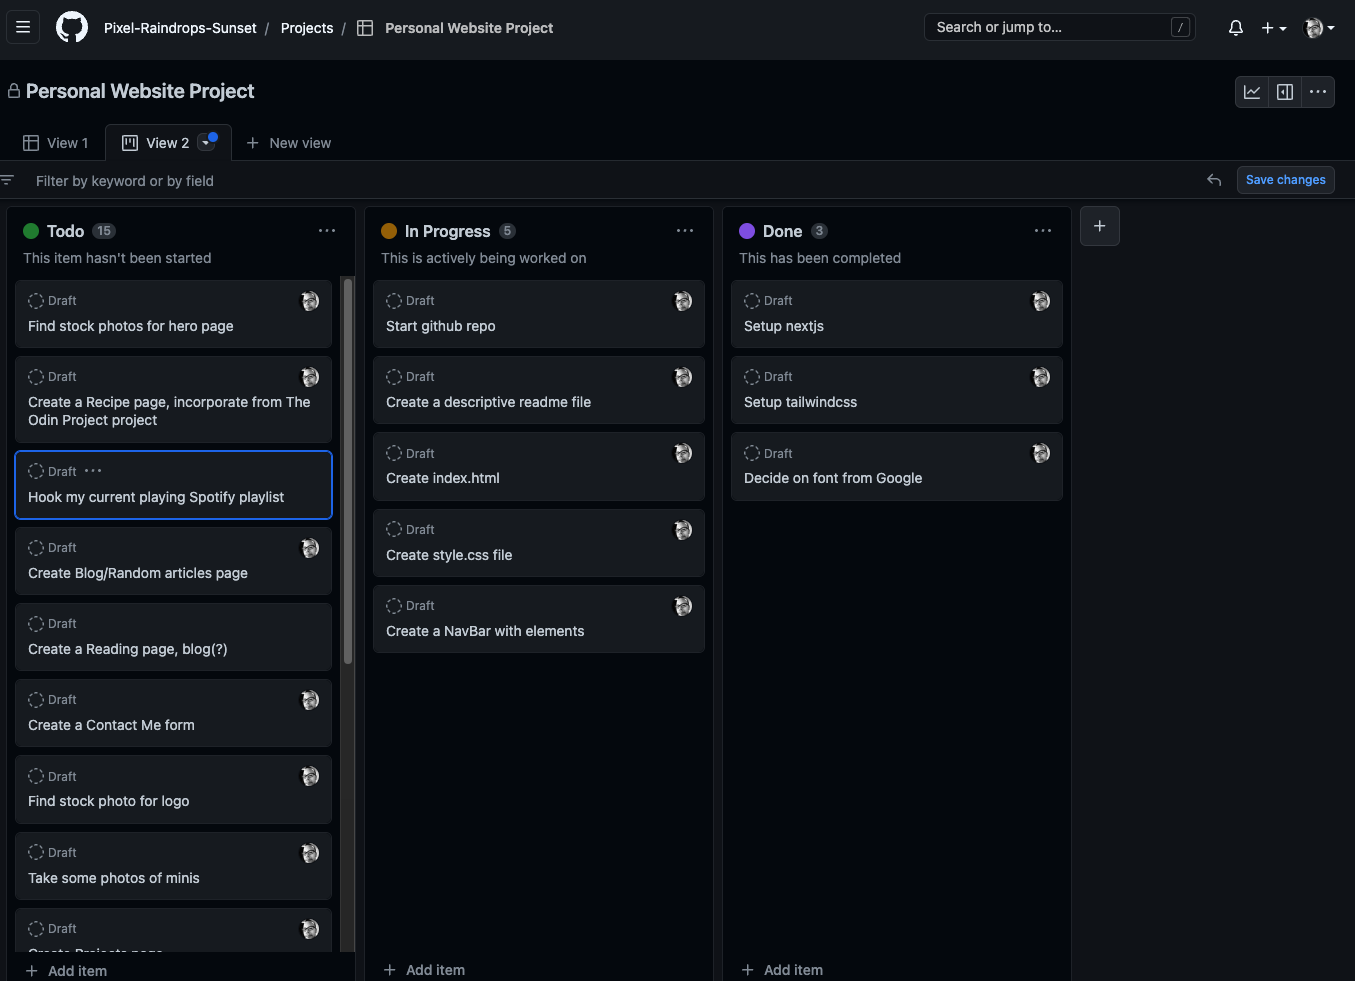 Pixel-Raindrops-Sunset / Projects / Personal Website Project
Search or jump to... /
Personal Website Project
View 1
View 2
New view
Filter by keyword or by field
Save changes
Todo 15
This item hasn't been started
Draft
Find stock photos for hero page
Draft
Create a Recipe page, incorporate from The
Odin Project project
Draft
Hook my current playing Spotify playlist
Draft
Create Blog/Random articles page
Draft
Create a Reading page, blog(?)
Draft
Create a Contact Me form
Draft
Find stock photo for logo
Draft
Take some photos of minis
Draft
Create Projects page
Add item
In Progress 5
This is actively being worked on
Draft
Start github repo
Draft
Create a descriptive readme file
Draft
Create index.html
Draft
Create style.css file
Draft
Create a NavBar with elements
Add item
Done 3
This has been completed
Draft
Setup nextjs
Draft
Setup tailwindcss
Draft
Decide on font from Google
Add item